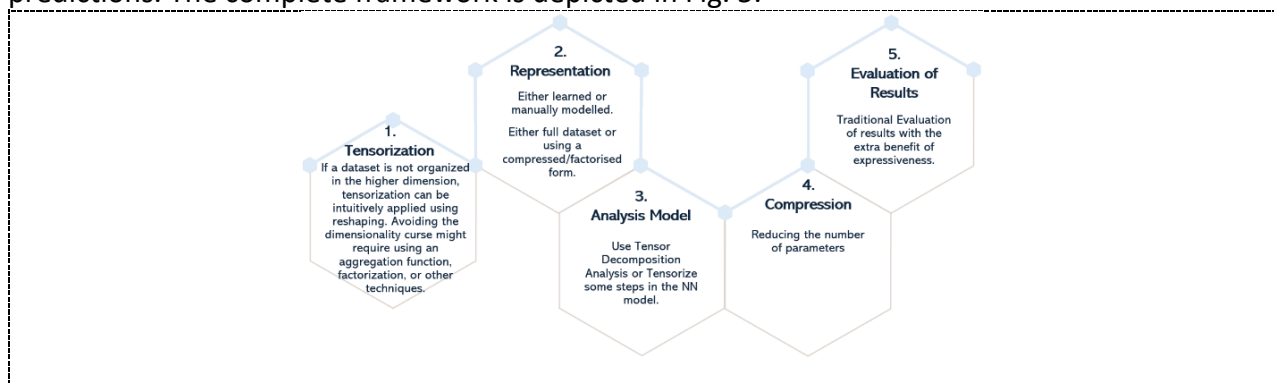 predictions. The complete framework is depicted in Fig.
1.
Tensorization
If a dataset is not organized
in the higher dimension,
tensorization can be
intuitively applied using
reshaping. Avoiding the
dimensionality curse might
require using an
aggregation function,
factorization, or other
techniques.
2.
Representation
Either learned or
manually modelled.
Either full dataset or
using a
compressed/factorised
form.
3.
Analysis Model
Use Tensor
Decomposition
Analysis or Tensorize
some steps in the NN
model.
4.
Compression
Reducing the number
of parameters
5.
Evaluation of
Results
Traditional Evaluation
of results with the
extra benefit of
expressiveness.